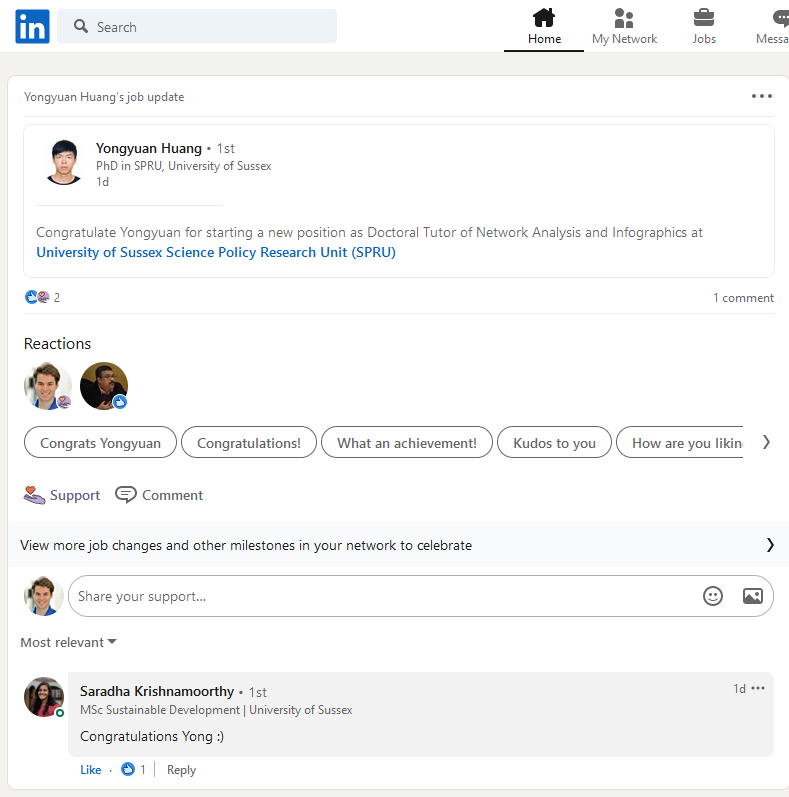 in
Search
Home
My Network
Jobs
Messa
Yongyuan Huang's job update
Yongyuan Huang • 1st
PhD in SPRU, University of Sussex
1d
Congratulate Yongyuan for starting a new position as Doctoral Tutor of Network Analysis and Infographics at
University of Sussex Science Policy Research Unit (SPRU)
2
1 comment
Reactions
Congrats Yongyuan
Congratulations!
What an achievement!
Kudos to you
How are you likin
Support
Comment
View more job changes and other milestones in your network to celebrate
Share your support...
Most relevant
Saradha Krishnamoorthy • 1st
1d
MSc Sustainable Development | University of Sussex
Congratulations Yong :)
Like · 1 | Reply